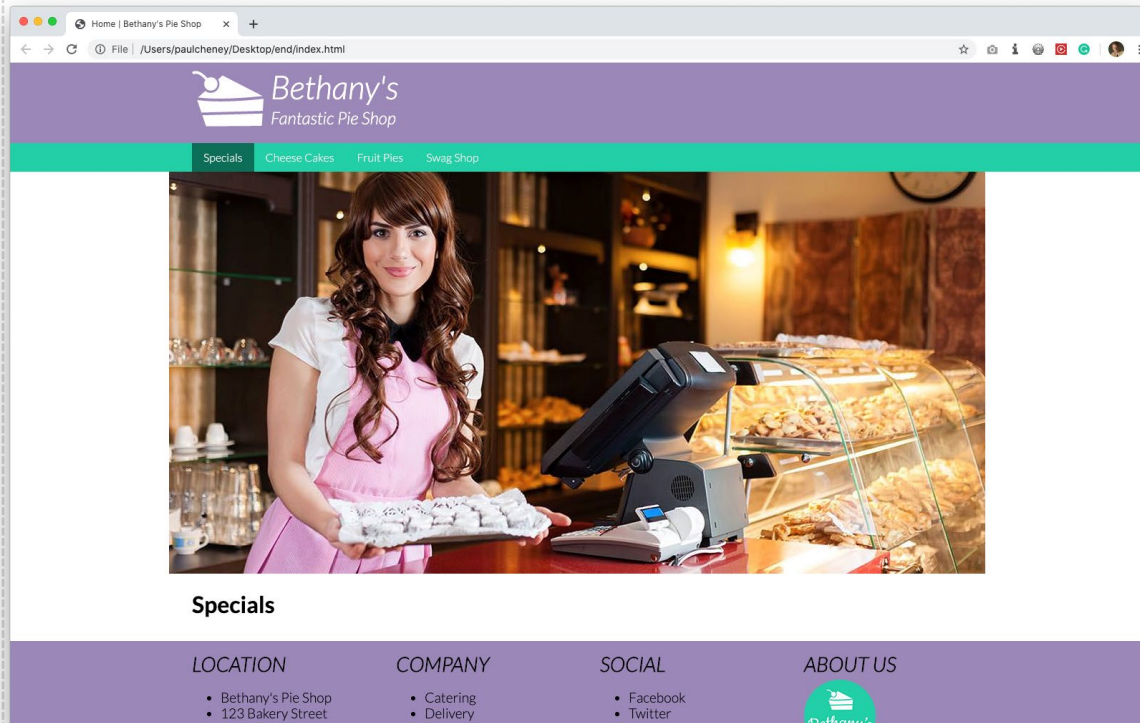 Home | Bethany's Pie Shop
File | /Users/paulcheney/Desktop/end/index.html
Bethany's
Fantastic Pie Shop
Specials Cheese Cakes Fruit Pies Swag Shop
Specials
LOCATION COMPANY SOCIAL ABOUT US
Bethany's Pie Shop Catering Facebook
123 Bakery Street Delivery Twitter
Bethany's